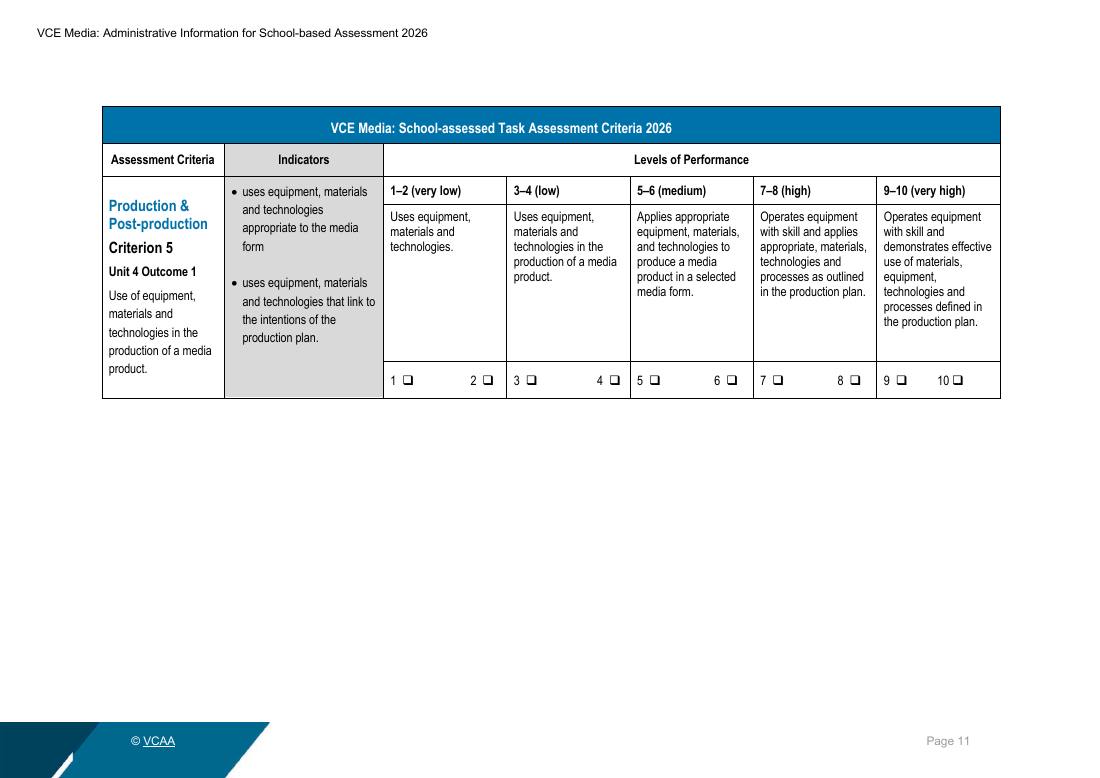 VCE Media: Administrative Information for School-based Assessment 2026
VCE Media: School-assessed Task Assessment Criteria 2026
Assessment Criteria
Indicators
Levels of Performance
Production &
Post-production
Criterion 5
Unit 4 Outcome 1
Use of equipment,
materials and
technologies in the
production of a media
product.
• uses equipment, materials
and technologies
appropriate to the media
form
• uses equipment, materials
and technologies that link to
the intentions of the
production plan.
1–2 (very low)
Uses equipment,
materials and
technologies.
1 ❑ 2 ❑
3–4 (low)
Uses equipment,
materials and
technologies in the
production of a media
product.
3 ❑ 4 ❑
5–6 (medium)
Applies appropriate
equipment, materials,
and technologies to
produce a media
product in a selected
media form.
5 ❑ 6 ❑
7–8 (high)
Operates equipment
with skill and applies
appropriate, materials,
technologies and
processes as outlined
in the production plan.
7 ❑ 8 ❑
9–10 (very high)
Operates equipment
with skill and
demonstrates effective
use of materials,
equipment,
technologies and
processes defined in
the production plan.
9 ❑ 10 ❑
© VCAA
Page 11